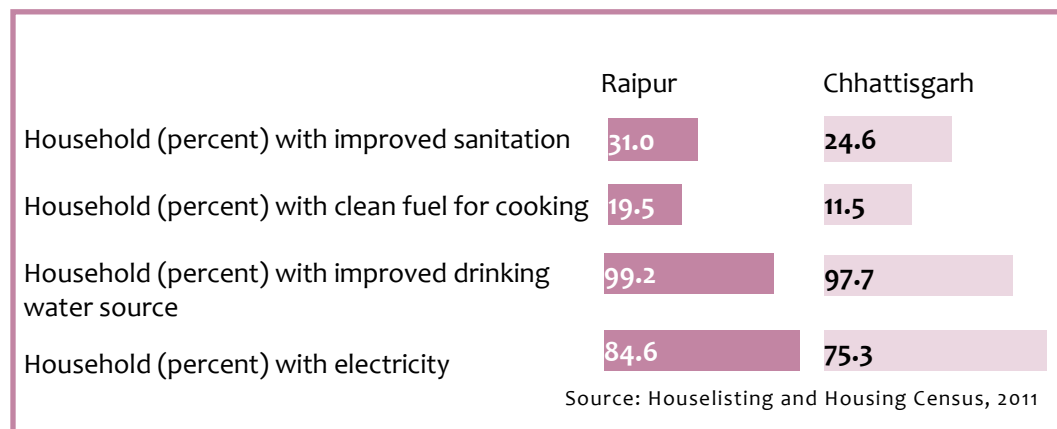 Raipur Chhattisgarh
Household (percent) with improved sanitation 31.0 24.6
Household (percent) with clean fuel for cooking 19.5 11.5
Household (percent) with improved drinking
water source 99.2 97.7
Household (percent) with electricity 84.6 75.3
Source: Houselisting and Housing Census, 2011